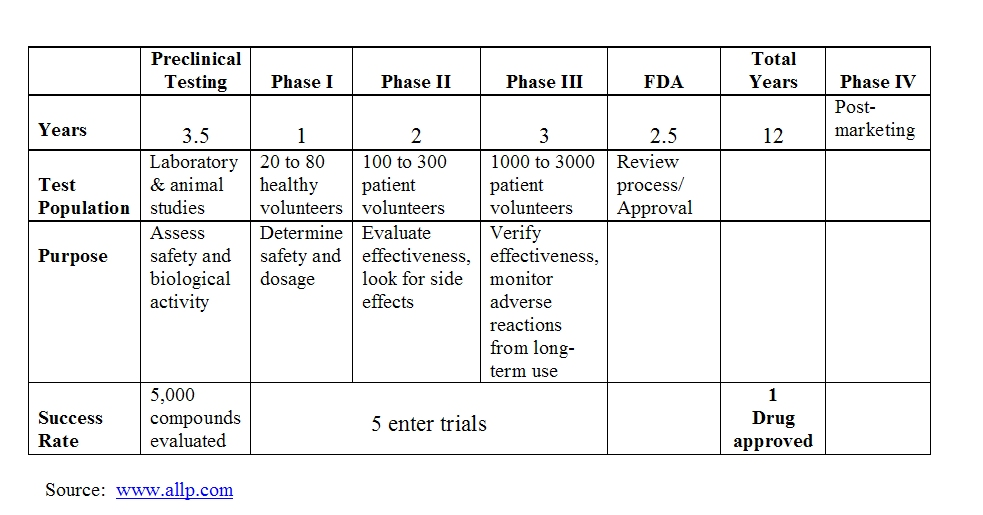 Preclinical Testing Phase I Phase II Phase III FDA Total Years Phase IV
Years 3.5 1 2 3 2.5 12 Post-marketing
Test Population Laboratory & animal studies 20 to 80 healthy volunteers 100 to 300 patient volunteers 1000 to 3000 patient volunteers Review process/ Approval
Purpose Assess safety and biological activity Determine safety and dosage Evaluate effectiveness, look for side effects Verify effectiveness, monitor adverse reactions from long-term use
Success Rate 5,000 compounds evaluated 5 enter trials 1 Drug approved
Source: www.allp.com